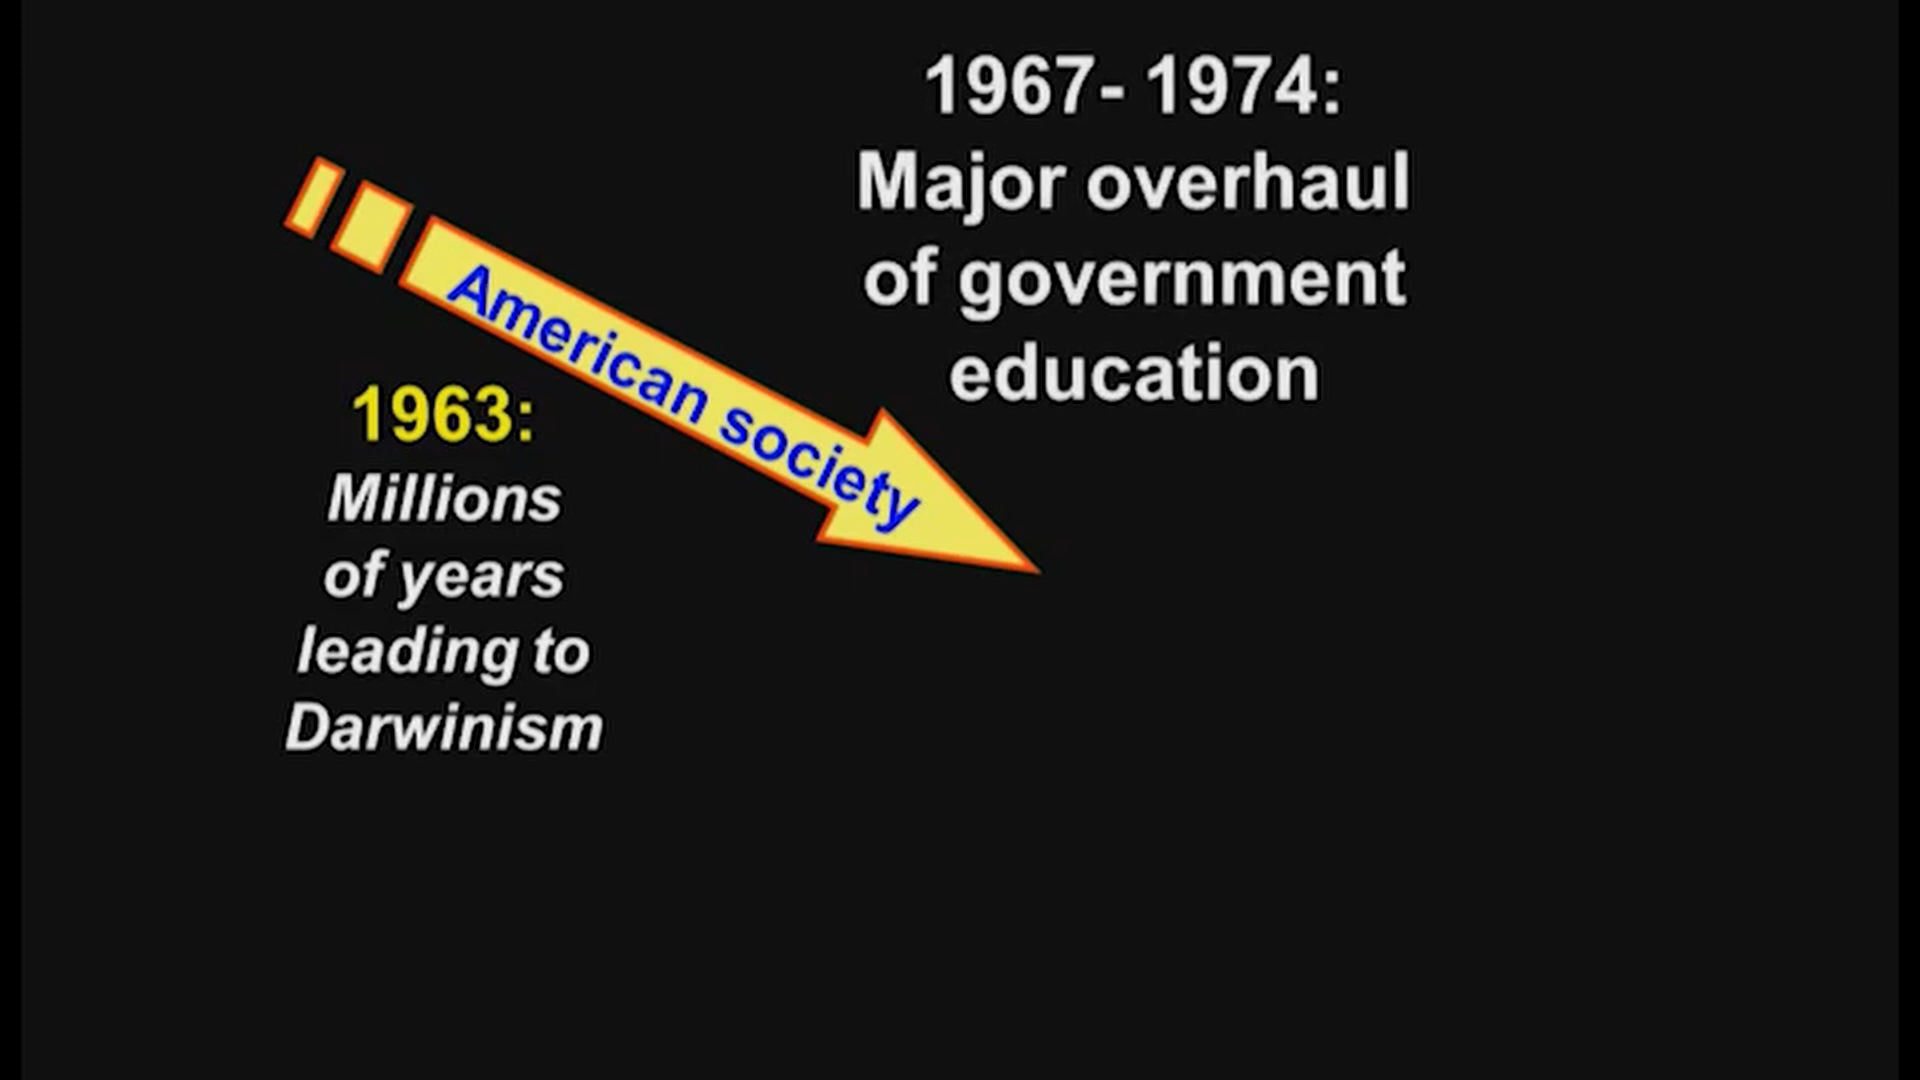 1967- 1974:
Major overhaul
of government
education
American society
1963:
Millions
of years
leading to
Darwinism